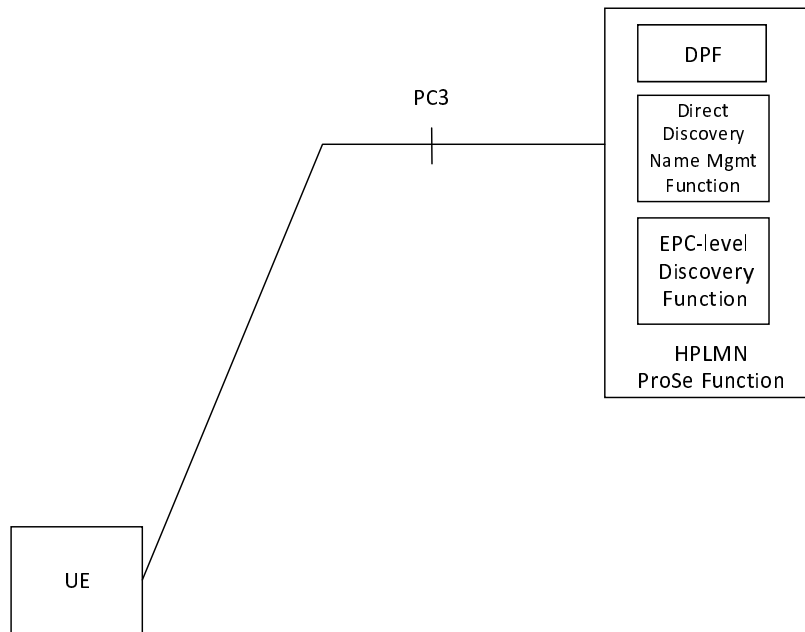 DPF
PC3
Direct
Discovery
Name Mgmt
Function
EPC-level
Discovery
Function
HPLMN
ProSe Function
UE